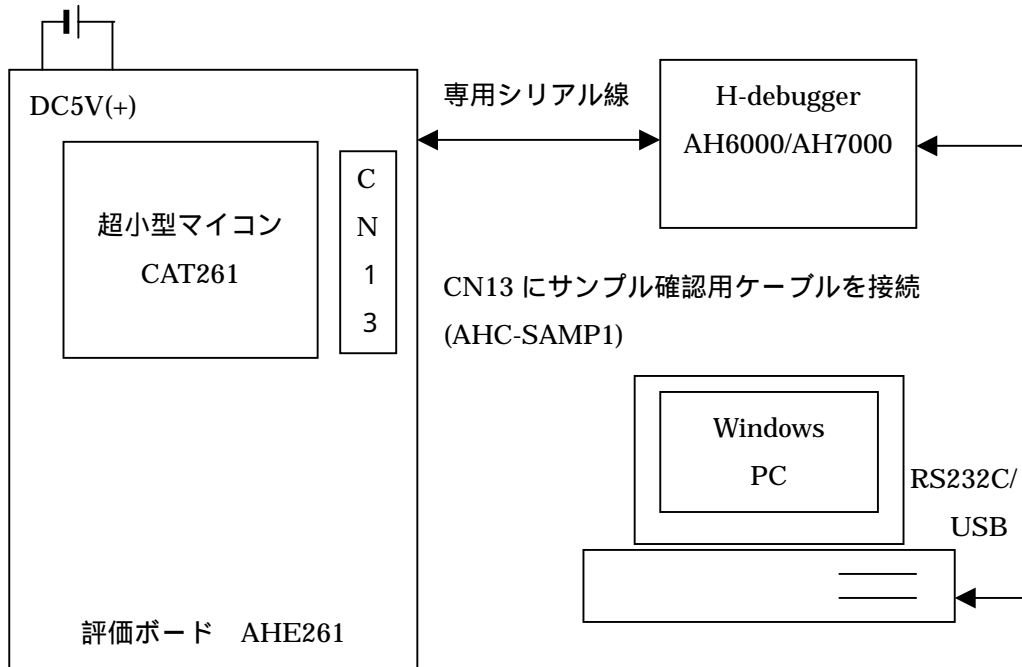 DC5V(+)
超小型マイコン
CAT261
C
N
1
3
評価ボード　AHE261
専用シリアル線
H-debugger
AH6000/AH7000
CN13 にサンプル確認用ケーブルを接続
(AHC-SAMP1)
Windows
PC
RS232C/
USB